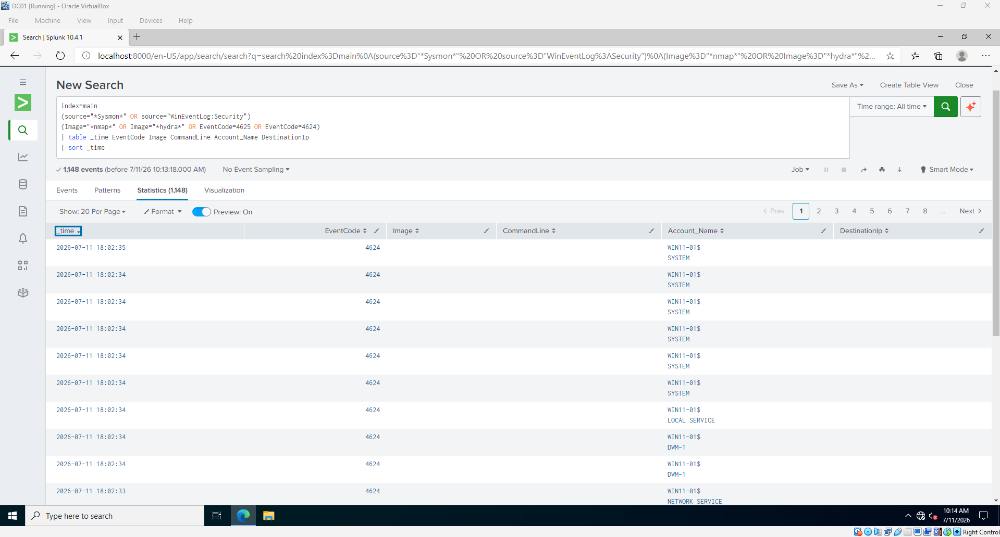 DC01 [Running] - Oracle VirtualBox
File Machine View Input Devices Help
Search | Splunk 10.4.1
localhost:8000/en-US/app/search/search?q=search%20index%3Dmain%0A(source%3D"*Sysmon*"%20OR%20source%3D"WinEventLog%3ASecurity")%0A(Image%3D"*nmap*"%20OR%20Image%3D"*hydra*"%2...
New Search
Save As Create Table View Close
index=main
(source="*Sysmon*" OR source="WinEventLog:Security")
(Image="*nmap*" OR Image="*hydra*" OR EventCode=4625 OR EventCode=4624)
| table _time EventCode Image CommandLine Account_Name DestinationIp
| sort _time
Time range: All time
1,148 events (before 7/11/26 10:13:18.000 AM) No Event Sampling
Job Smart Mode
Events Patterns Statistics (1,148) Visualization
Show: 20 Per Page Format Preview: On
Prev 1 2 3 4 5 6 7 8 ... Next
_time EventCode Image CommandLine Account_Name DestinationIp
2026-07-11 18:02:35 4624 WIN11-01$
SYSTEM
2026-07-11 18:02:34 4624 WIN11-01$
SYSTEM
2026-07-11 18:02:34 4624 WIN11-01$
SYSTEM
2026-07-11 18:02:34 4624 WIN11-01$
SYSTEM
2026-07-11 18:02:34 4624 WIN11-01$
SYSTEM
2026-07-11 18:02:34 4624 WIN11-01$
SYSTEM
2026-07-11 18:02:34 4624 WIN11-01$
LOCAL SERVICE
2026-07-11 18:02:34 4624 WIN11-01$
DWM-1
2026-07-11 18:02:34 4624 WIN11-01$
DWM-1
2026-07-11 18:02:33 4624 WIN11-01$
NETWORK SERVICE
Type here to search
10:14 AM
7/11/2026
Right Control